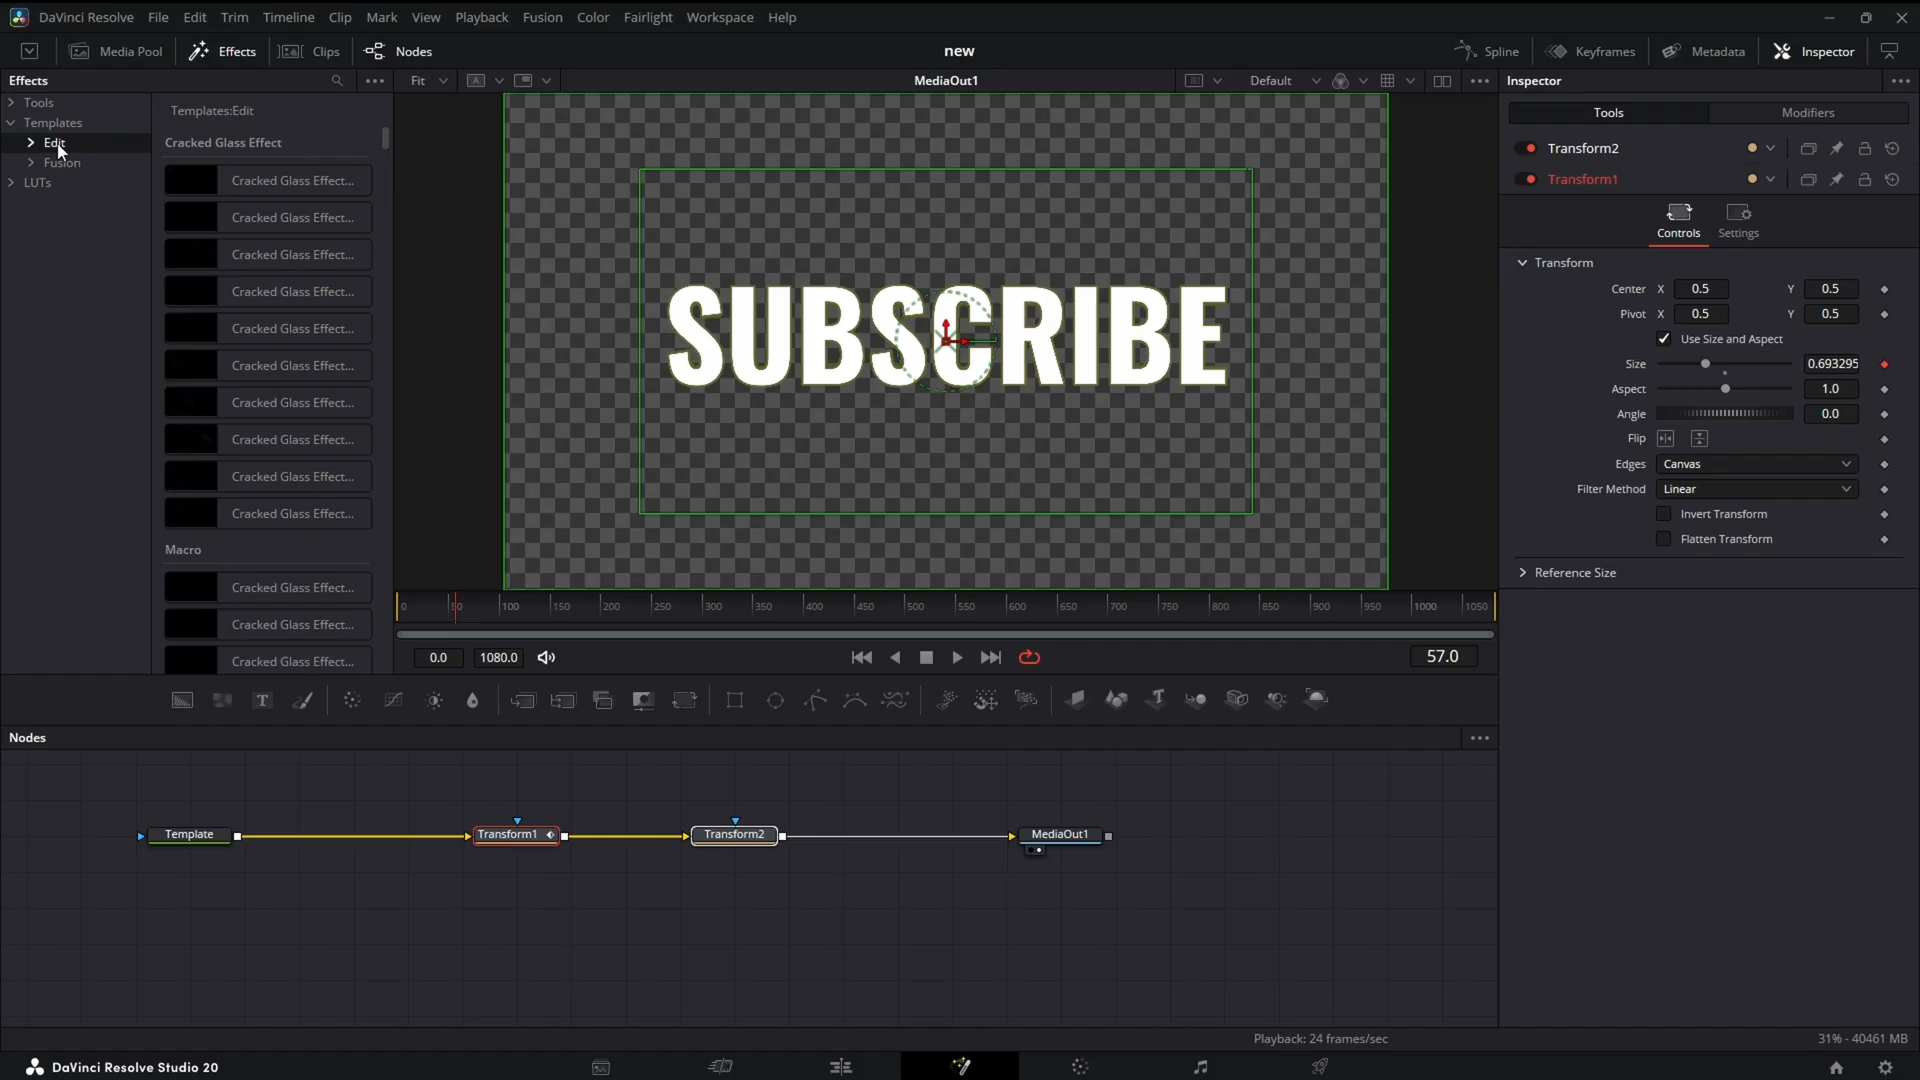 DaVinci Resolve File Edit Trim Timeline Clip Mark View Playback Fusion Color Fairlight Workspace Help
Media Pool Effects Clips Nodes new Spline Keyframes Metadata Inspector
Effects Fit A MediaOut1 Default Inspector
Tools
Templates
Edit
Fusion
LUTs
Templates:Edit
Cracked Glass Effect
Cracked Glass Effect...
Cracked Glass Effect...
Cracked Glass Effect...
Cracked Glass Effect...
Cracked Glass Effect...
Cracked Glass Effect...
Cracked Glass Effect...
Cracked Glass Effect...
Cracked Glass Effect...
Cracked Glass Effect...
Macro
Cracked Glass Effect...
Cracked Glass Effect...
Cracked Glass Effect...
SUBSCRIBE
0 50 100 150 200 250 300 350 400 450 500 550 600 650 700 750 800 850 900 950 1000 1050
0.0 1080.0 57.0
Tools Modifiers
Transform2
Transform1
Controls Settings
Transform
Center X 0.5 Y 0.5
Pivot X 0.5 Y 0.5
Use Size and Aspect
Size 0.693295
Aspect 1.0
Angle 0.0
Flip
Edges Canvas
Filter Method Linear
Invert Transform
Flatten Transform
Reference Size
T T
Nodes
Template Transform1 Transform2 MediaOut1
Playback: 24 frames/sec 31% - 40461 MB
DaVinci Resolve Studio 20